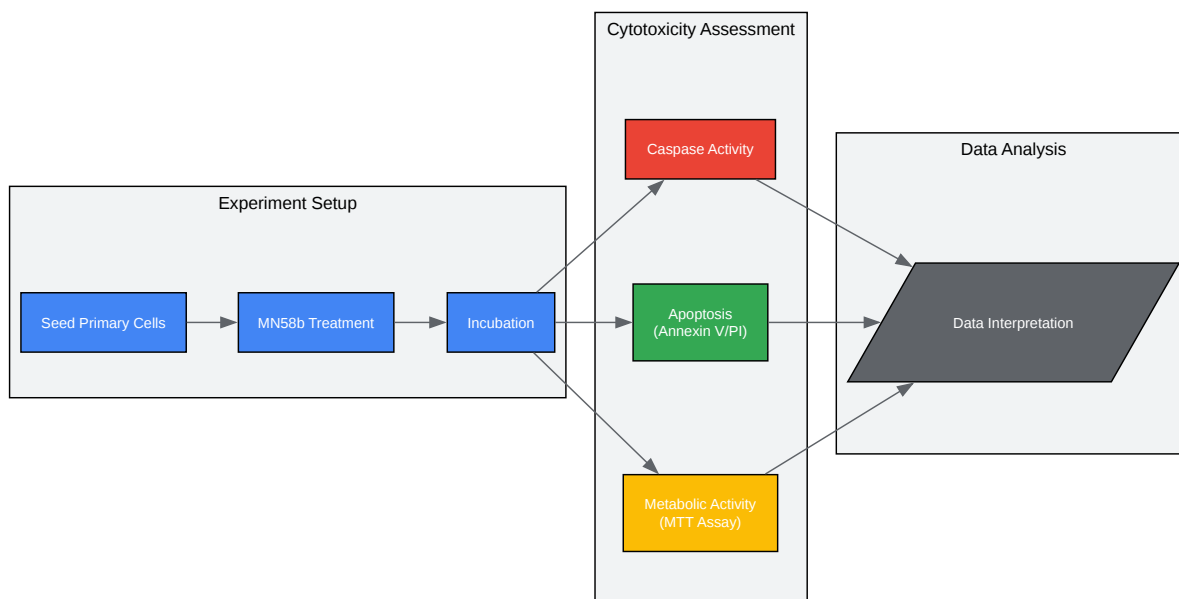 Experiment Setup
Seed Primary Cells
MN58b Treatment
Incubation
Cytotoxicity Assessment
Caspase Activity
Apoptosis
(Annexin V/PI)
Metabolic Activity
(MTT Assay)
Data Analysis
Data Interpretation